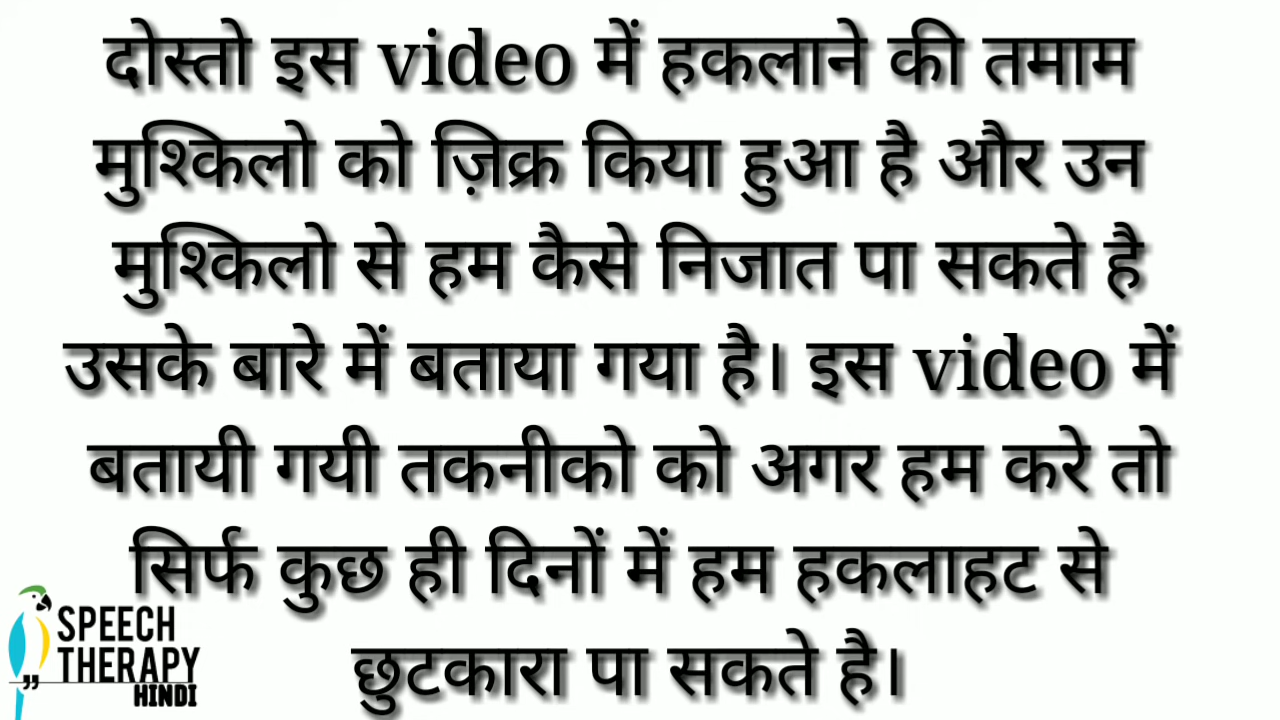 दोस्तो इस video में हकलाने की तमाम
मुश्किलो को ज़िक्र किया हुआ है और उन
मुश्किलो से हम कैसे निजात पा सकते है
उसके बारे में बताया गया है। इस video में
बतायी गयी तकनीको को अगर हम करे तो
सिर्फ कुछ ही दिनों में हम हकलाहट से
छुटकारा पा सकते है।
SPEECH
THERAPY
HINDI